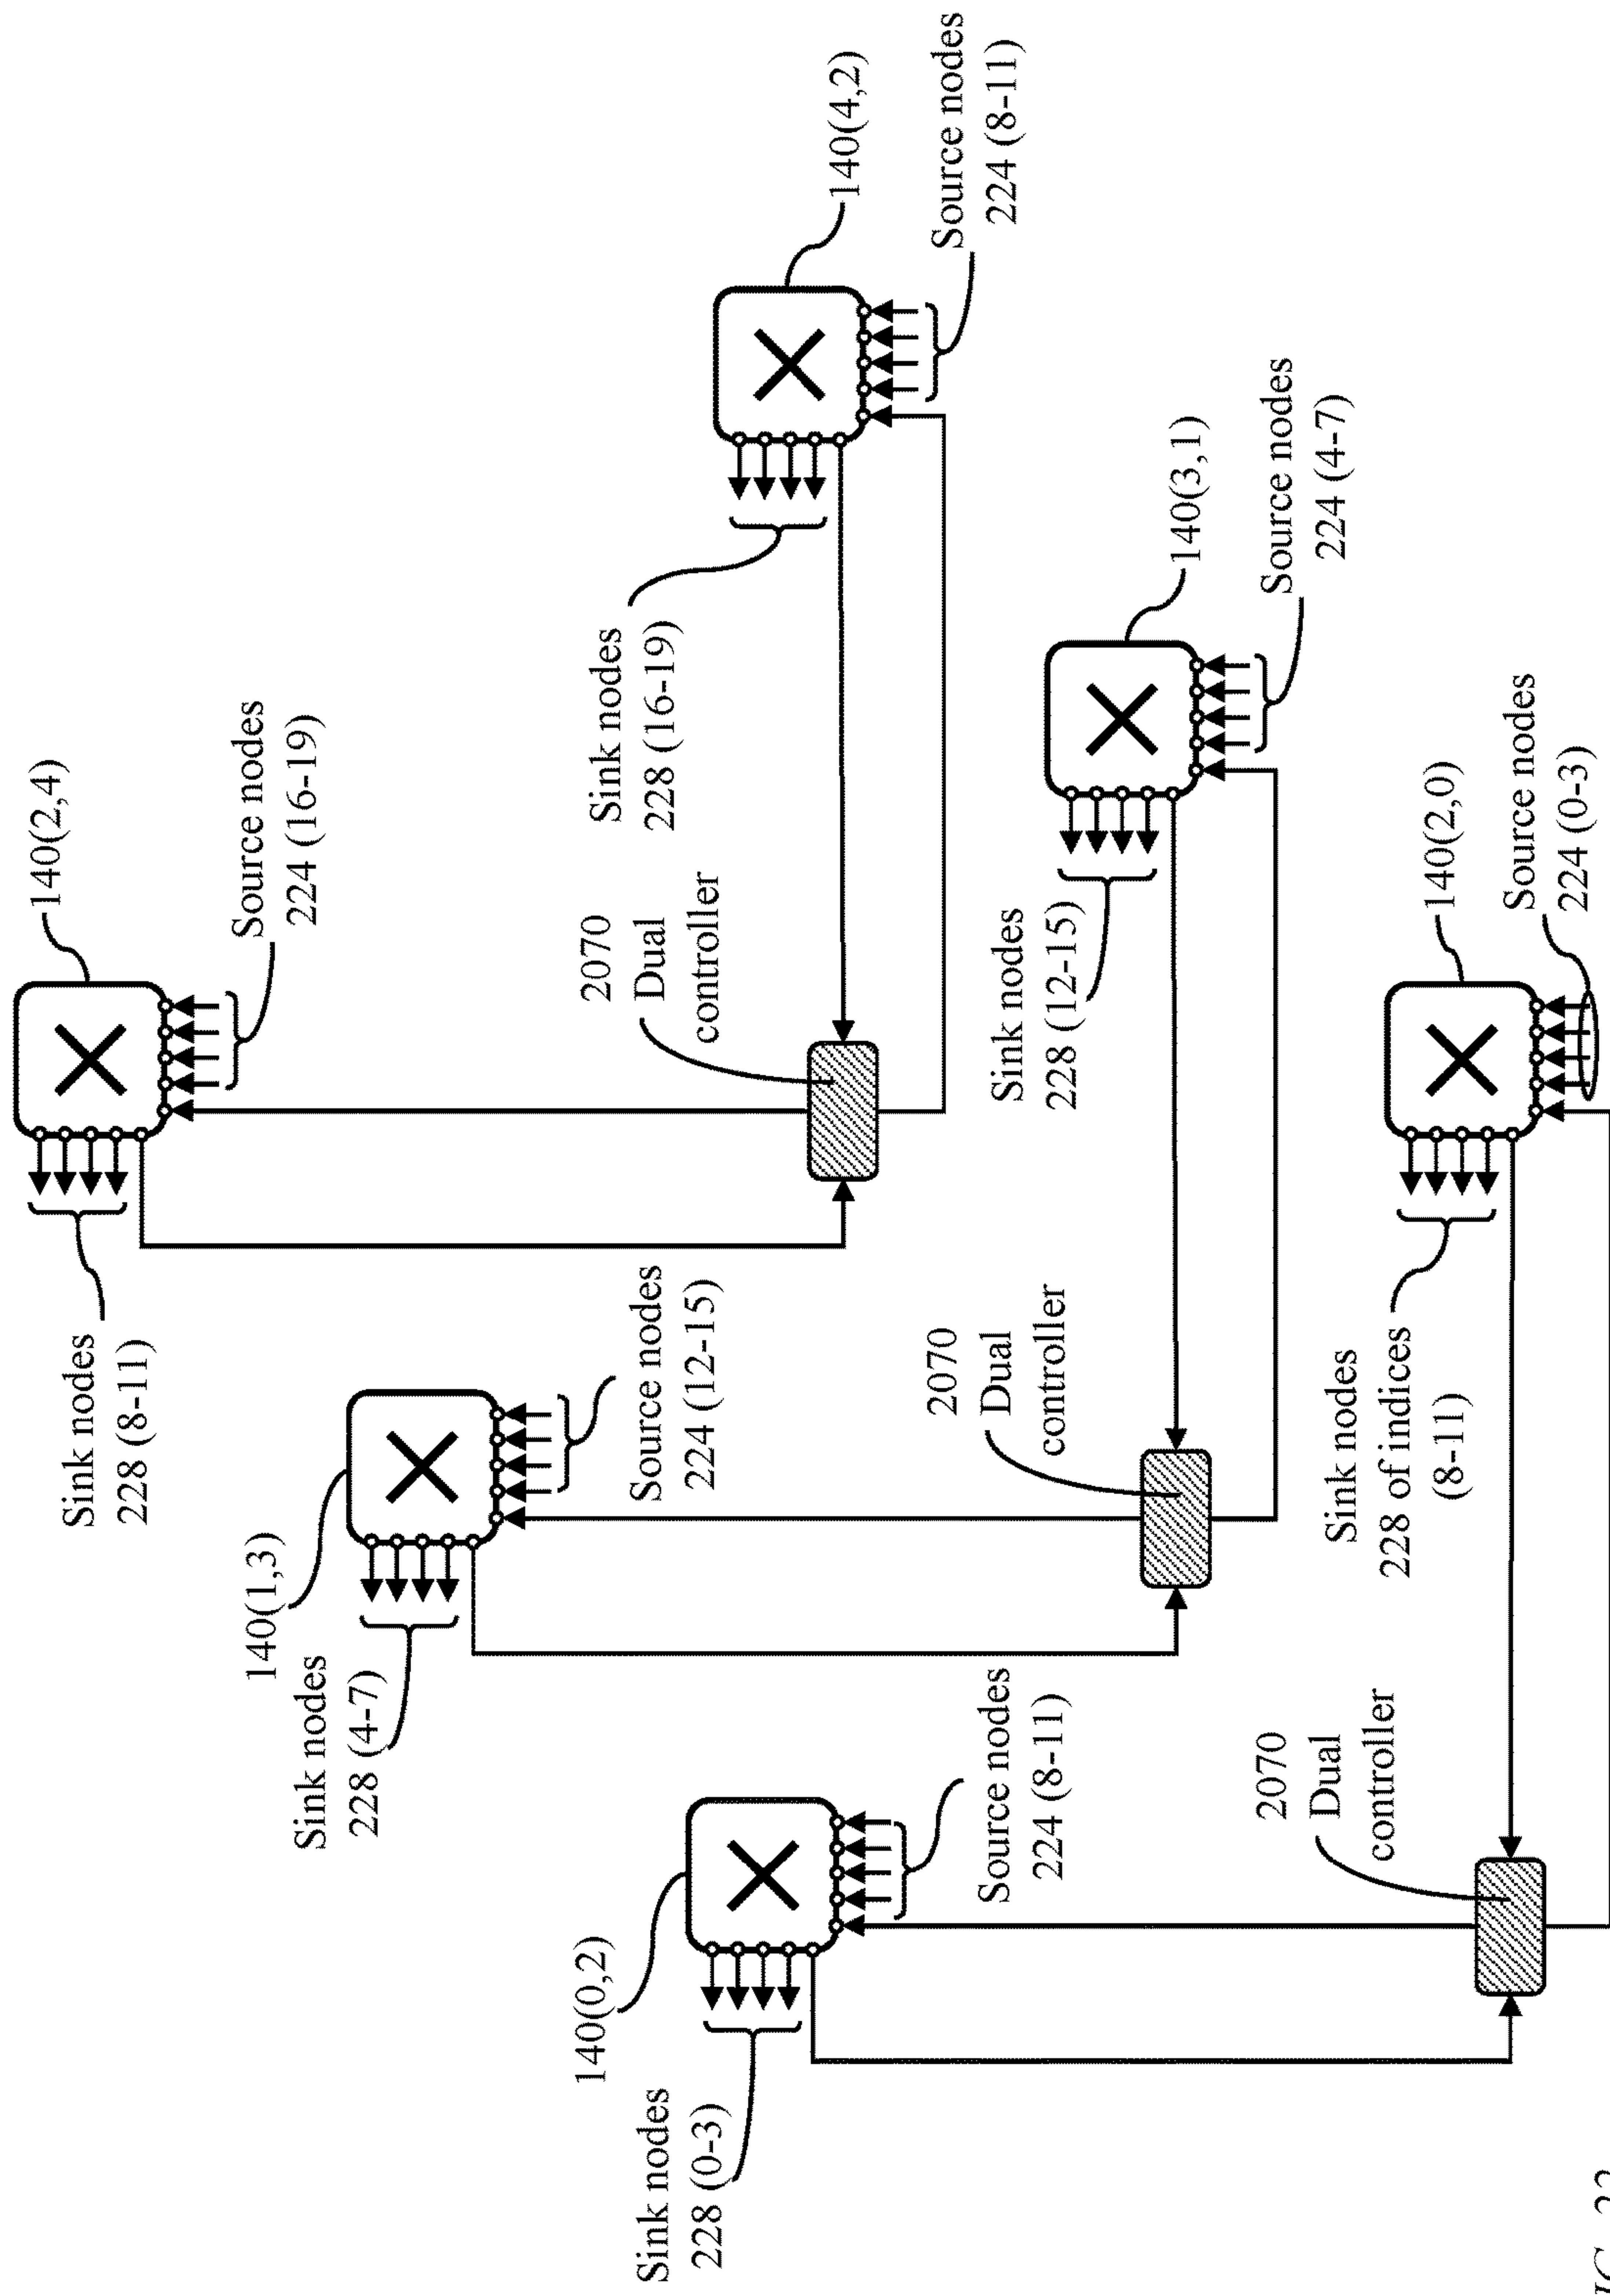 140(2,4)
Source nodes
224 (16-19)
Sink nodes
228 (8-11)
140(4,2)
Source nodes
224 (8-11)
Sink nodes
228 (16-19)
2070
Dual
controller
140(1,3)
Sink nodes
228 (4-7)
Source nodes
224 (12-15)
140(3,1)
Source nodes
224 (4-7)
Sink nodes
228 (12-15)
2070
Dual
controller
140(0,2)
Sink nodes
228 (0-3)
Source nodes
224 (8-11)
140(2,0)
Source nodes
224 (0-3)
Sink nodes
228 of indices
(8-11)
2070
Dual
controller